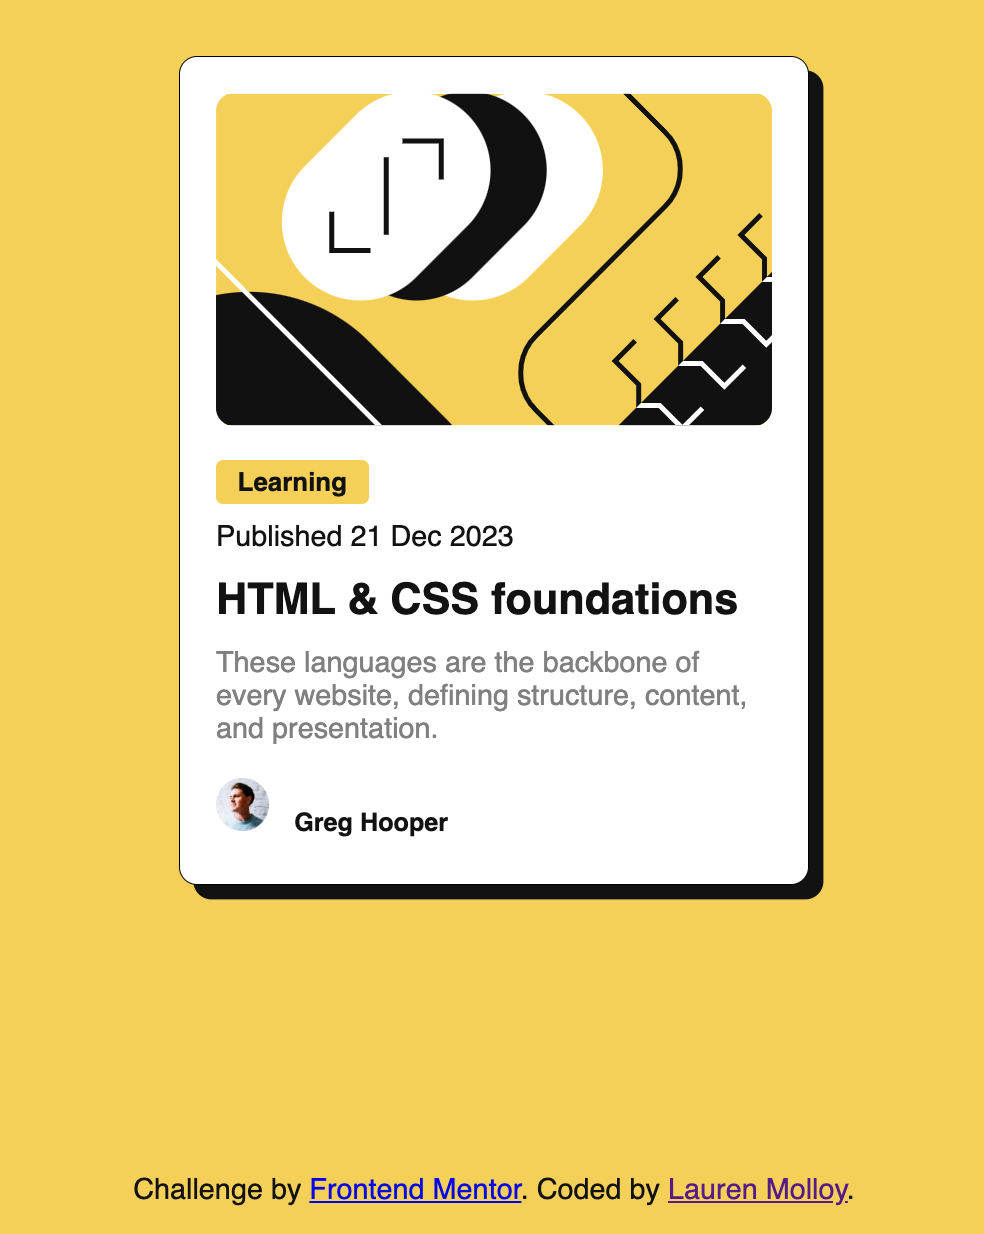 Learning
Published 21 Dec 2023
HTML & CSS foundations
These languages are the backbone of
every website, defining structure, content,
and presentation.
Greg Hooper
Challenge by Frontend Mentor. Coded by Lauren Molloy.